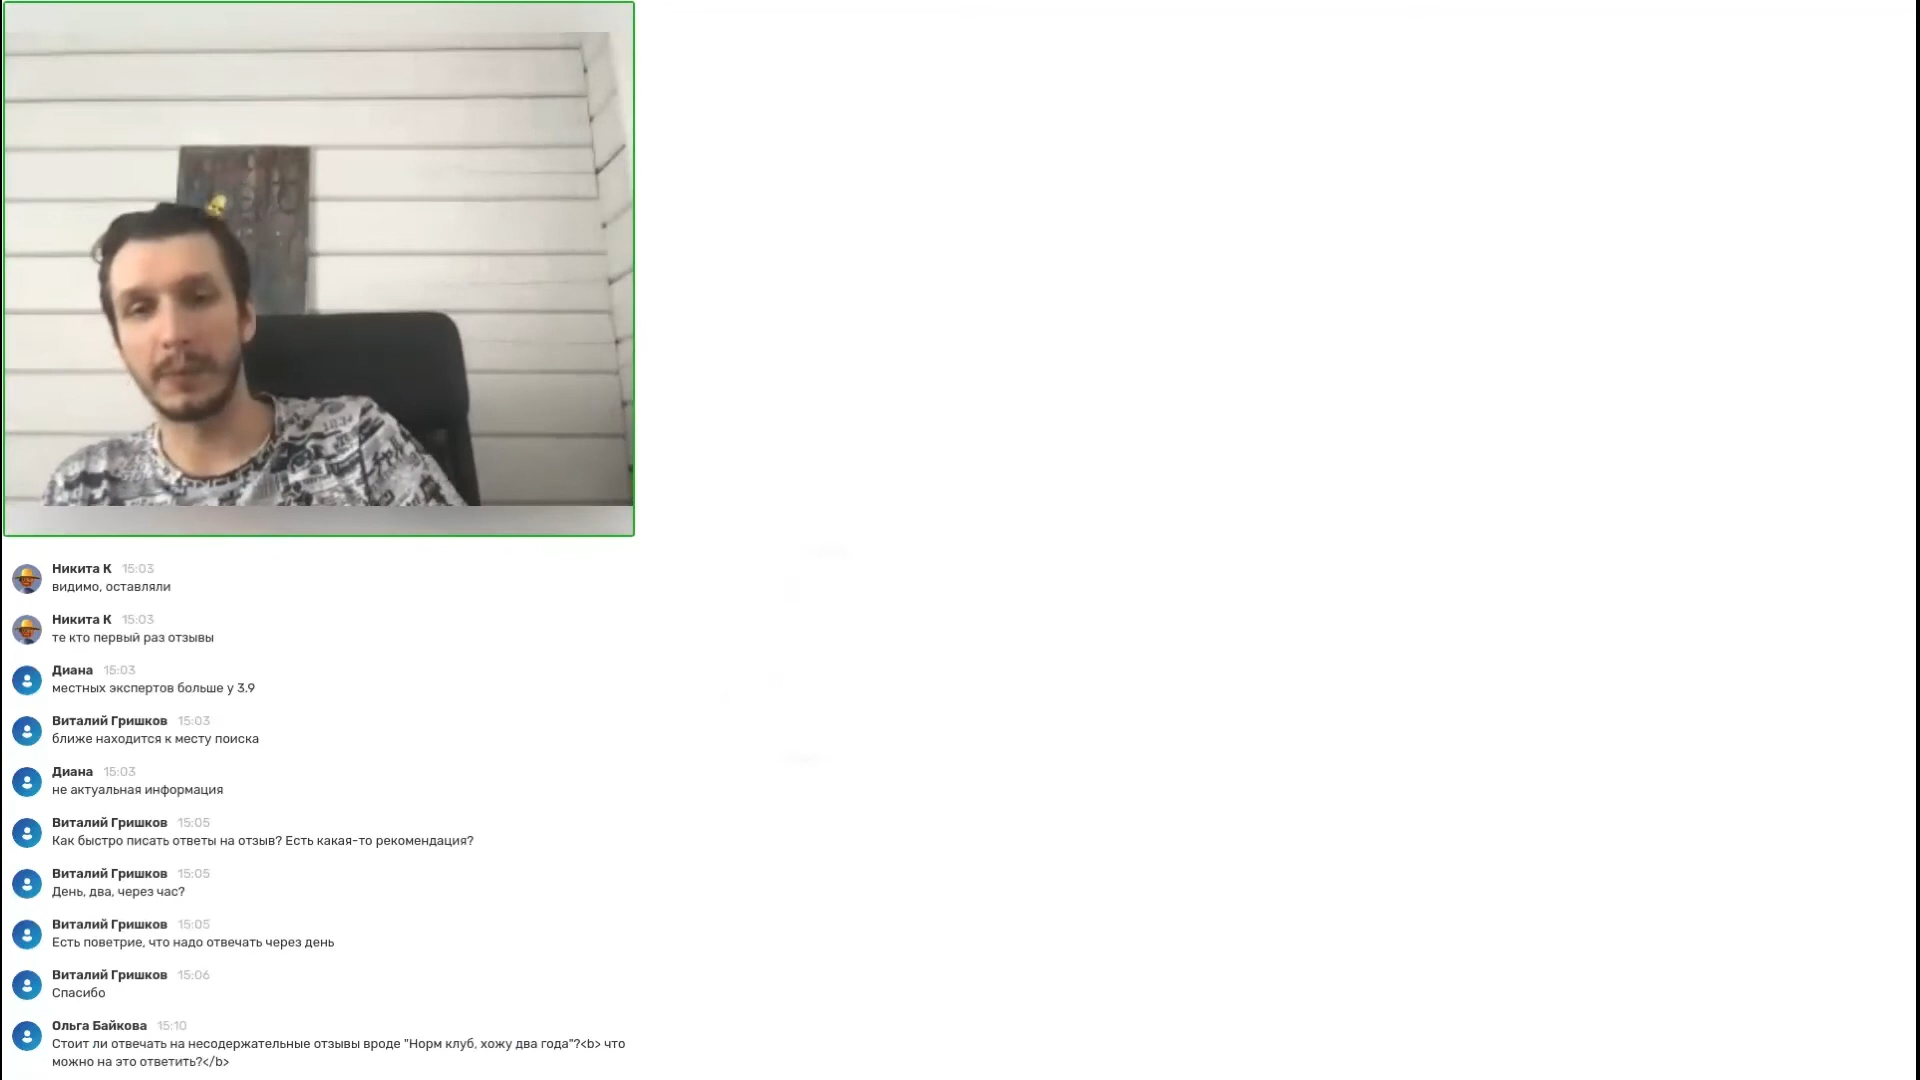 Никита К 15:03
видимо, оставляли
Никита К 15:03
те кто первый раз отзывы
Диана 15:03
местных экспертов больше у 3.9
Виталий Гришков 15:03
ближе находится к месту поиска
Диана 15:03
не актуальная информация
Виталий Гришков 15:05
Как быстро писать ответы на отзыв? Есть какая-то рекомендация?
Виталий Гришков 15:05
День, два, через час?
Виталий Гришков 15:05
Есть поветрие, что надо отвечать через день
Виталий Гришков 15:06
Спасибо
Ольга Байкова 15:10
Стоит ли отвечать на несодержательные отзывы вроде "Норм клуб, хожу два года"?<b> что
можно на это ответить?</b>